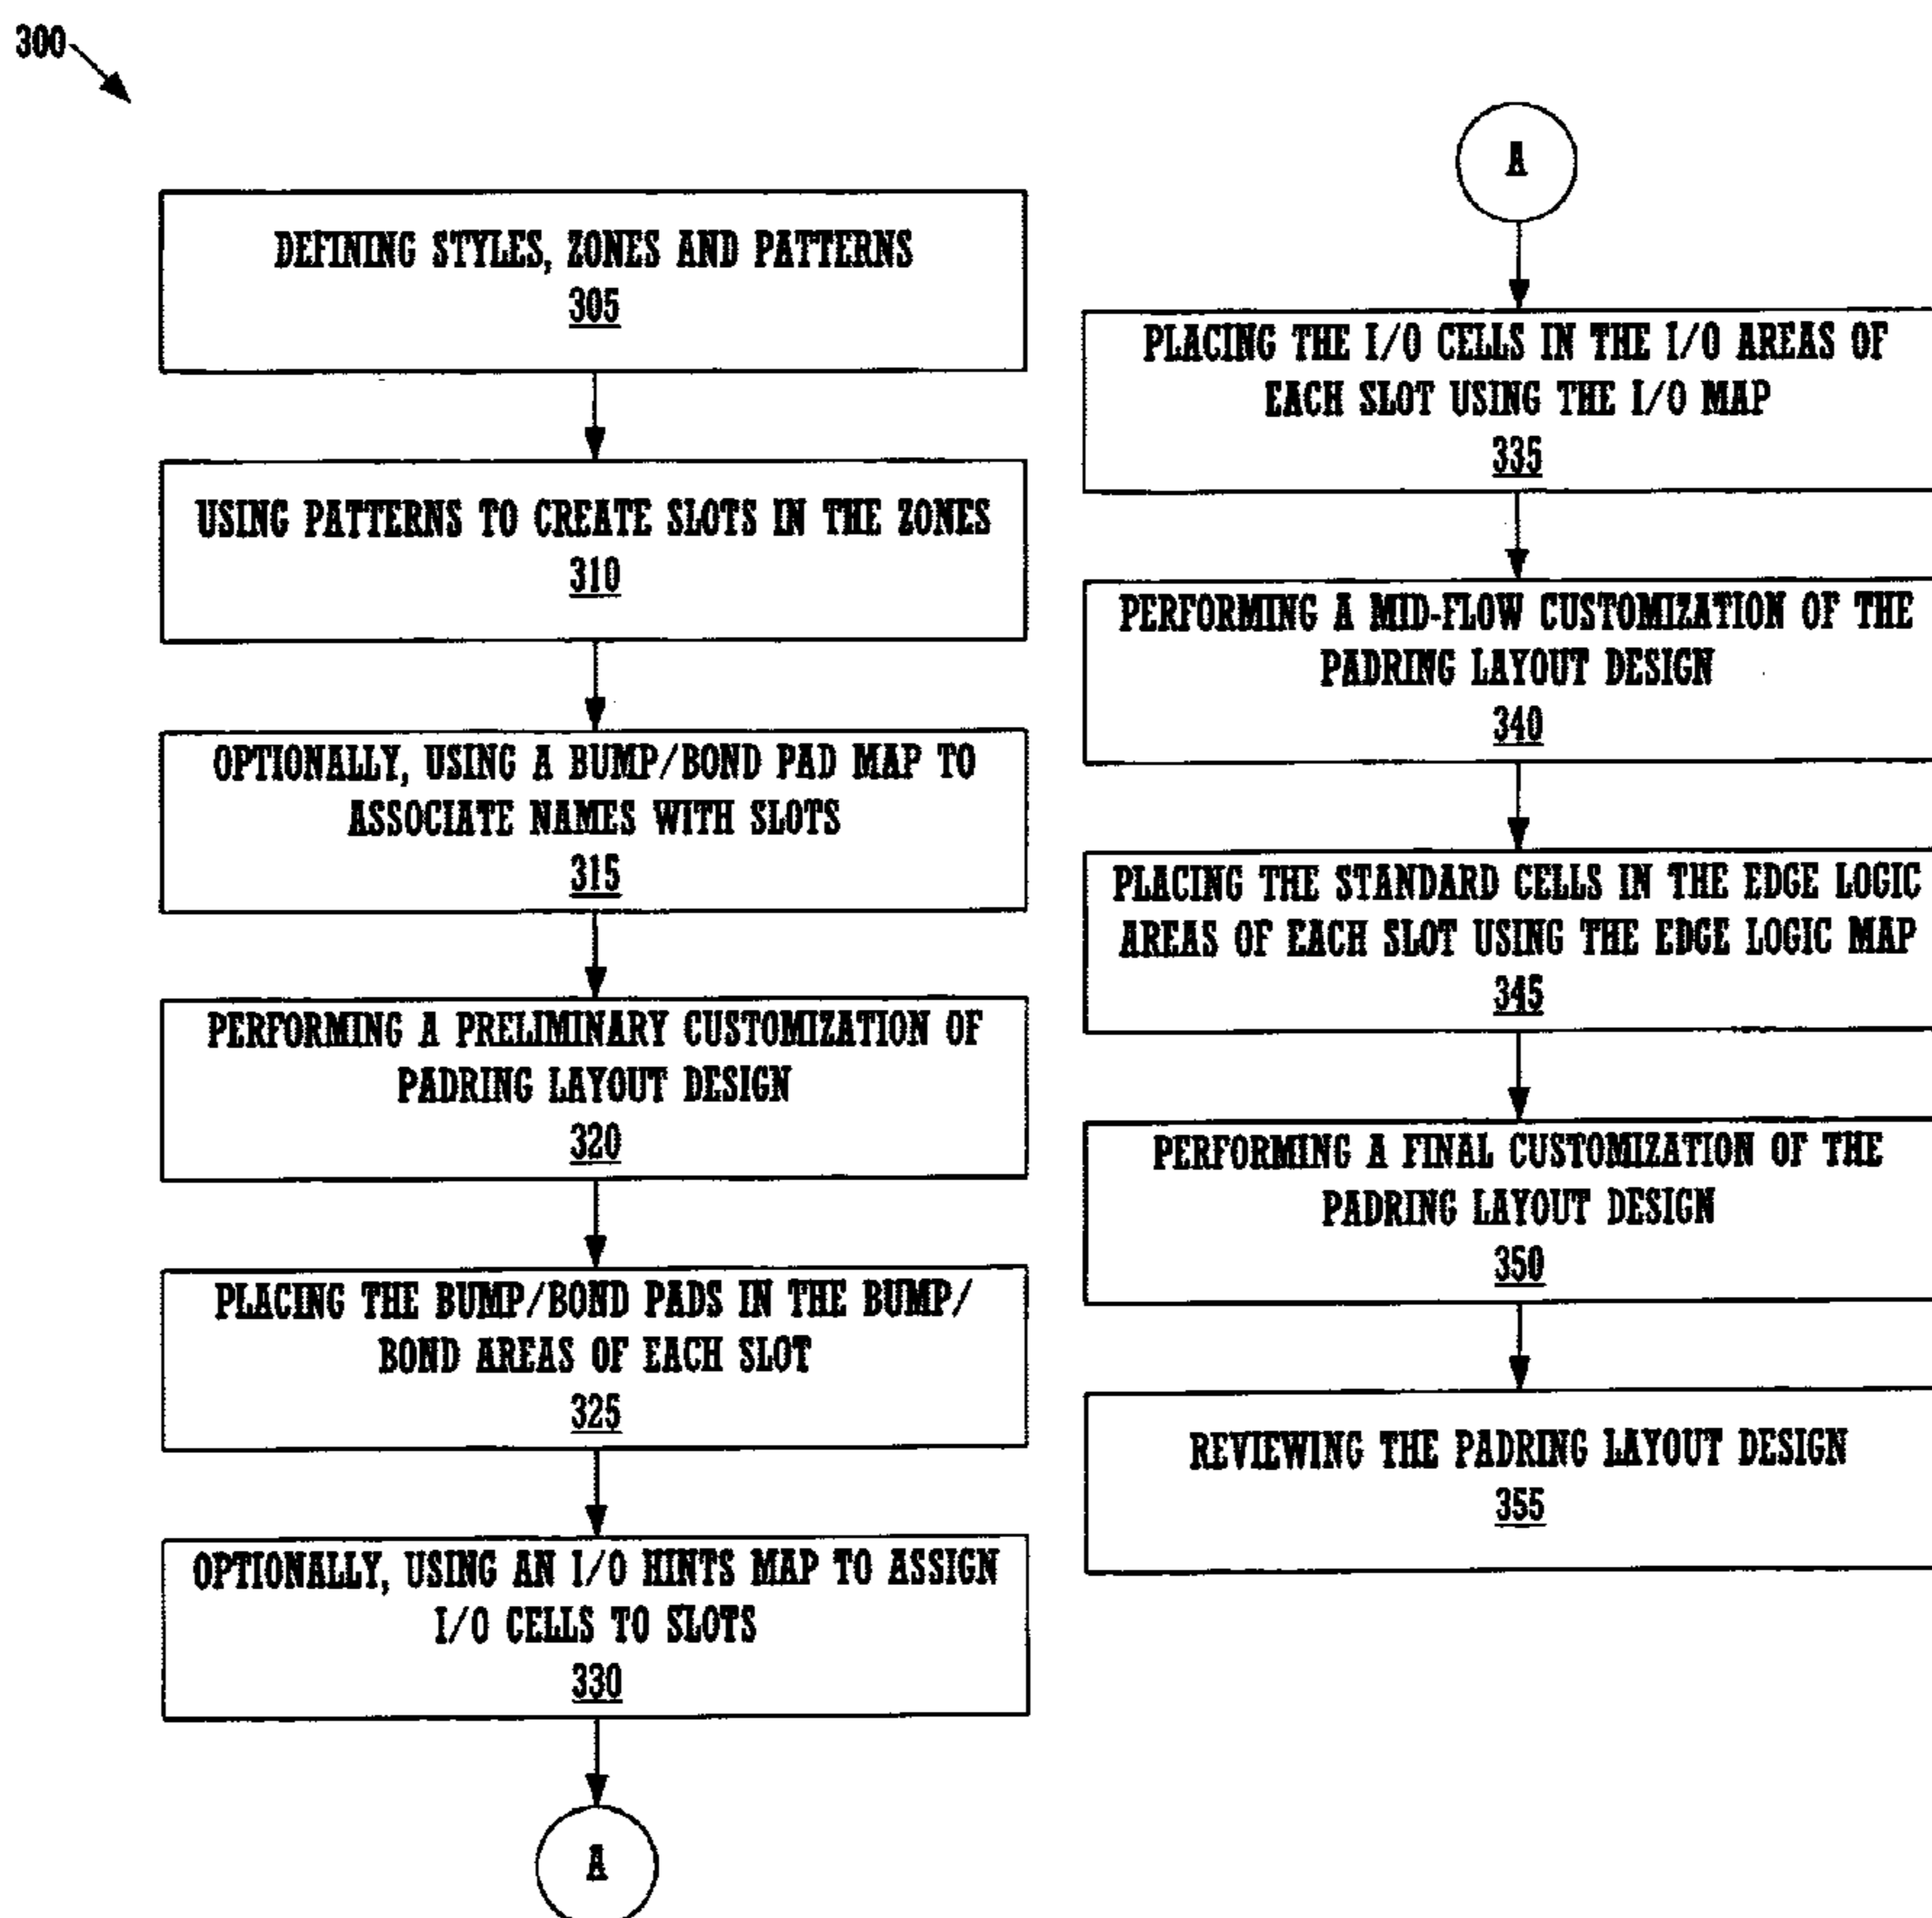 300
DEFINING STYLES, ZONES AND PATTERNS
305
USING PATTERNS TO CREATE SLOTS IN THE ZONES
310
OPTIONALLY, USING A BUMP/BOND PAD MAP TO
ASSOCIATE NAMES WITH SLOTS
315
PERFORMING A PRELIMINARY CUSTOMIZATION OF
PADRING LAYOUT DESIGN
320
PLACING THE BUMP/BOND PADS IN THE BUMP/
BOND AREAS OF EACH SLOT
325
OPTIONALLY, USING AN I/O HINTS MAP TO ASSIGN
I/O CELLS TO SLOTS
330
A
A
PLACING THE I/O CELLS IN THE I/O AREAS OF
EACH SLOT USING THE I/O MAP
335
PERFORMING A MID-FLOW CUSTOMIZATION OF THE
PADRING LAYOUT DESIGN
340
PLACING THE STANDARD CELLS IN THE EDGE LOGIC
AREAS OF EACH SLOT USING THE EDGE LOGIC MAP
345
PERFORMING A FINAL CUSTOMIZATION OF THE
PADRING LAYOUT DESIGN
350
REVIEWING THE PADRING LAYOUT DESIGN
355